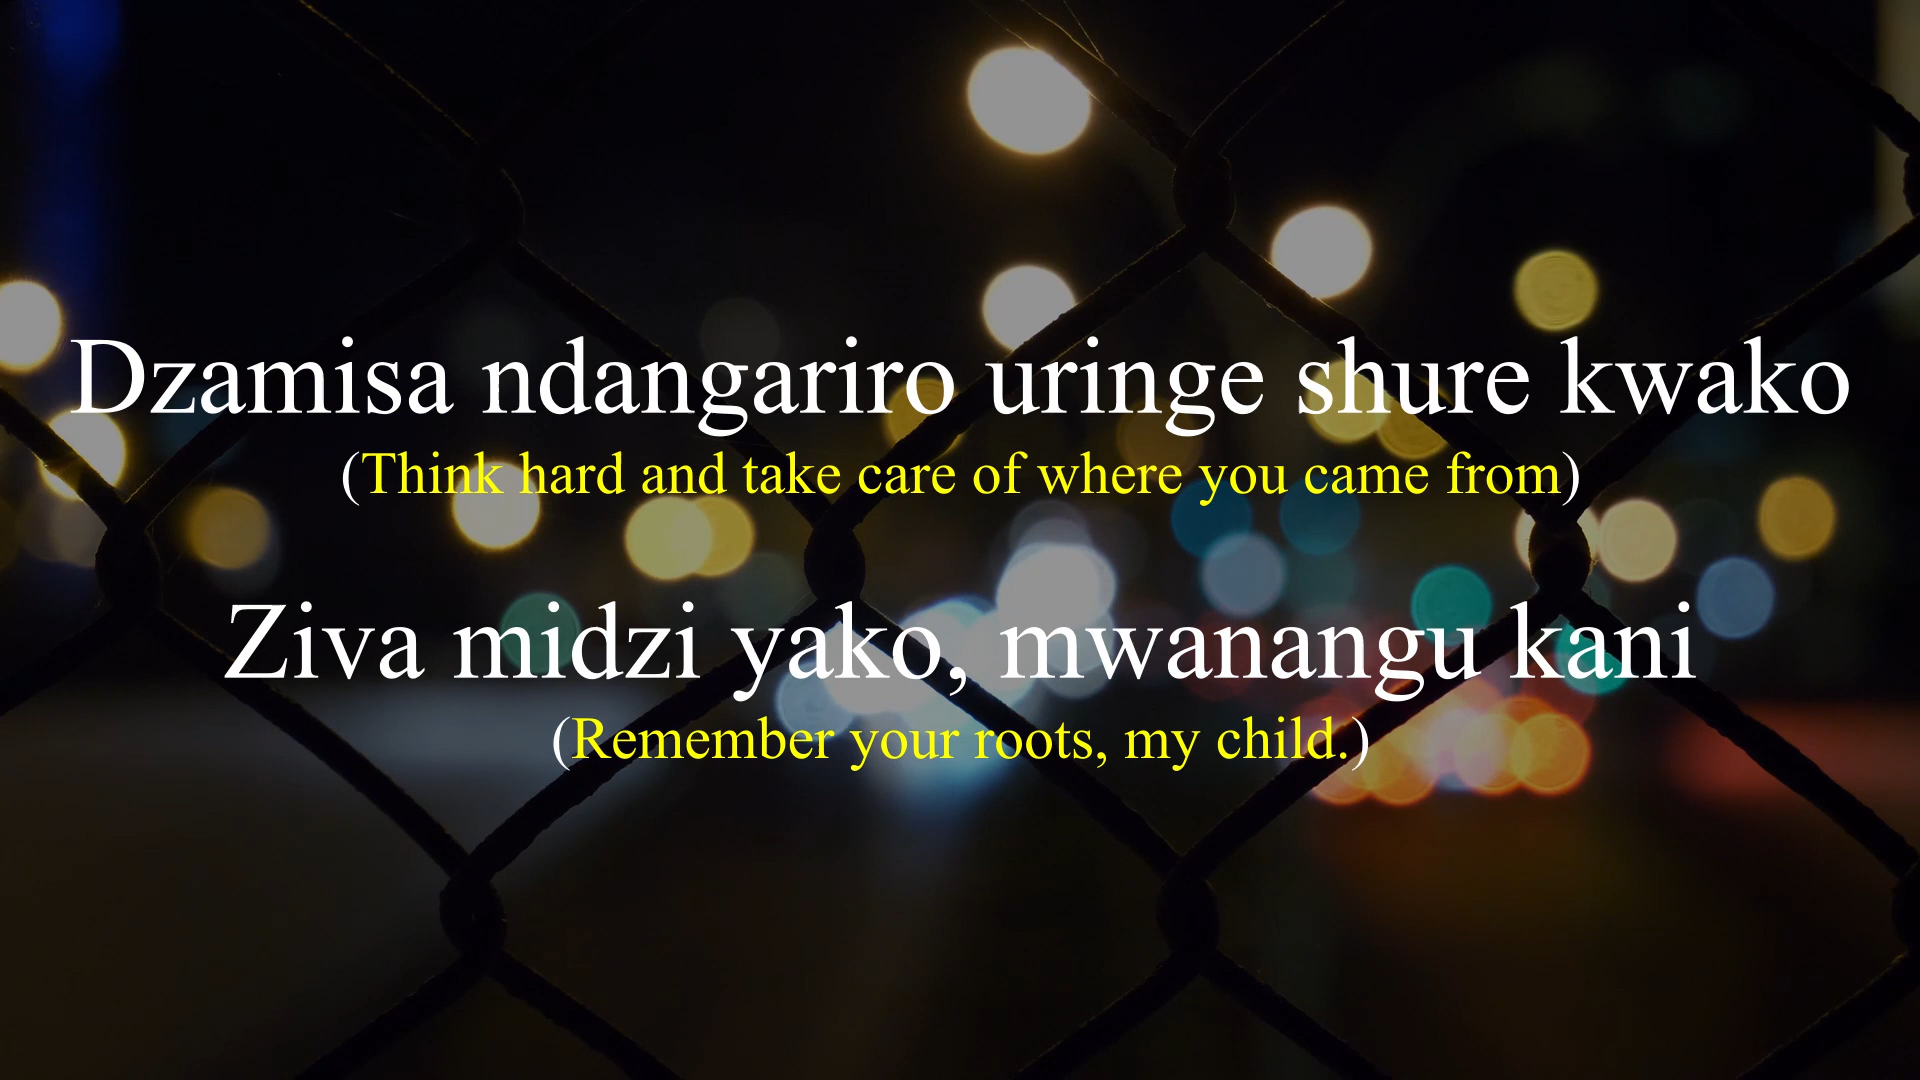 Dzamisa ndangariro uringe shure kwako
(Think hard and take care of where you came from)
Ziva midzi yako, mwanangu kani
(Remember your roots, my child.)